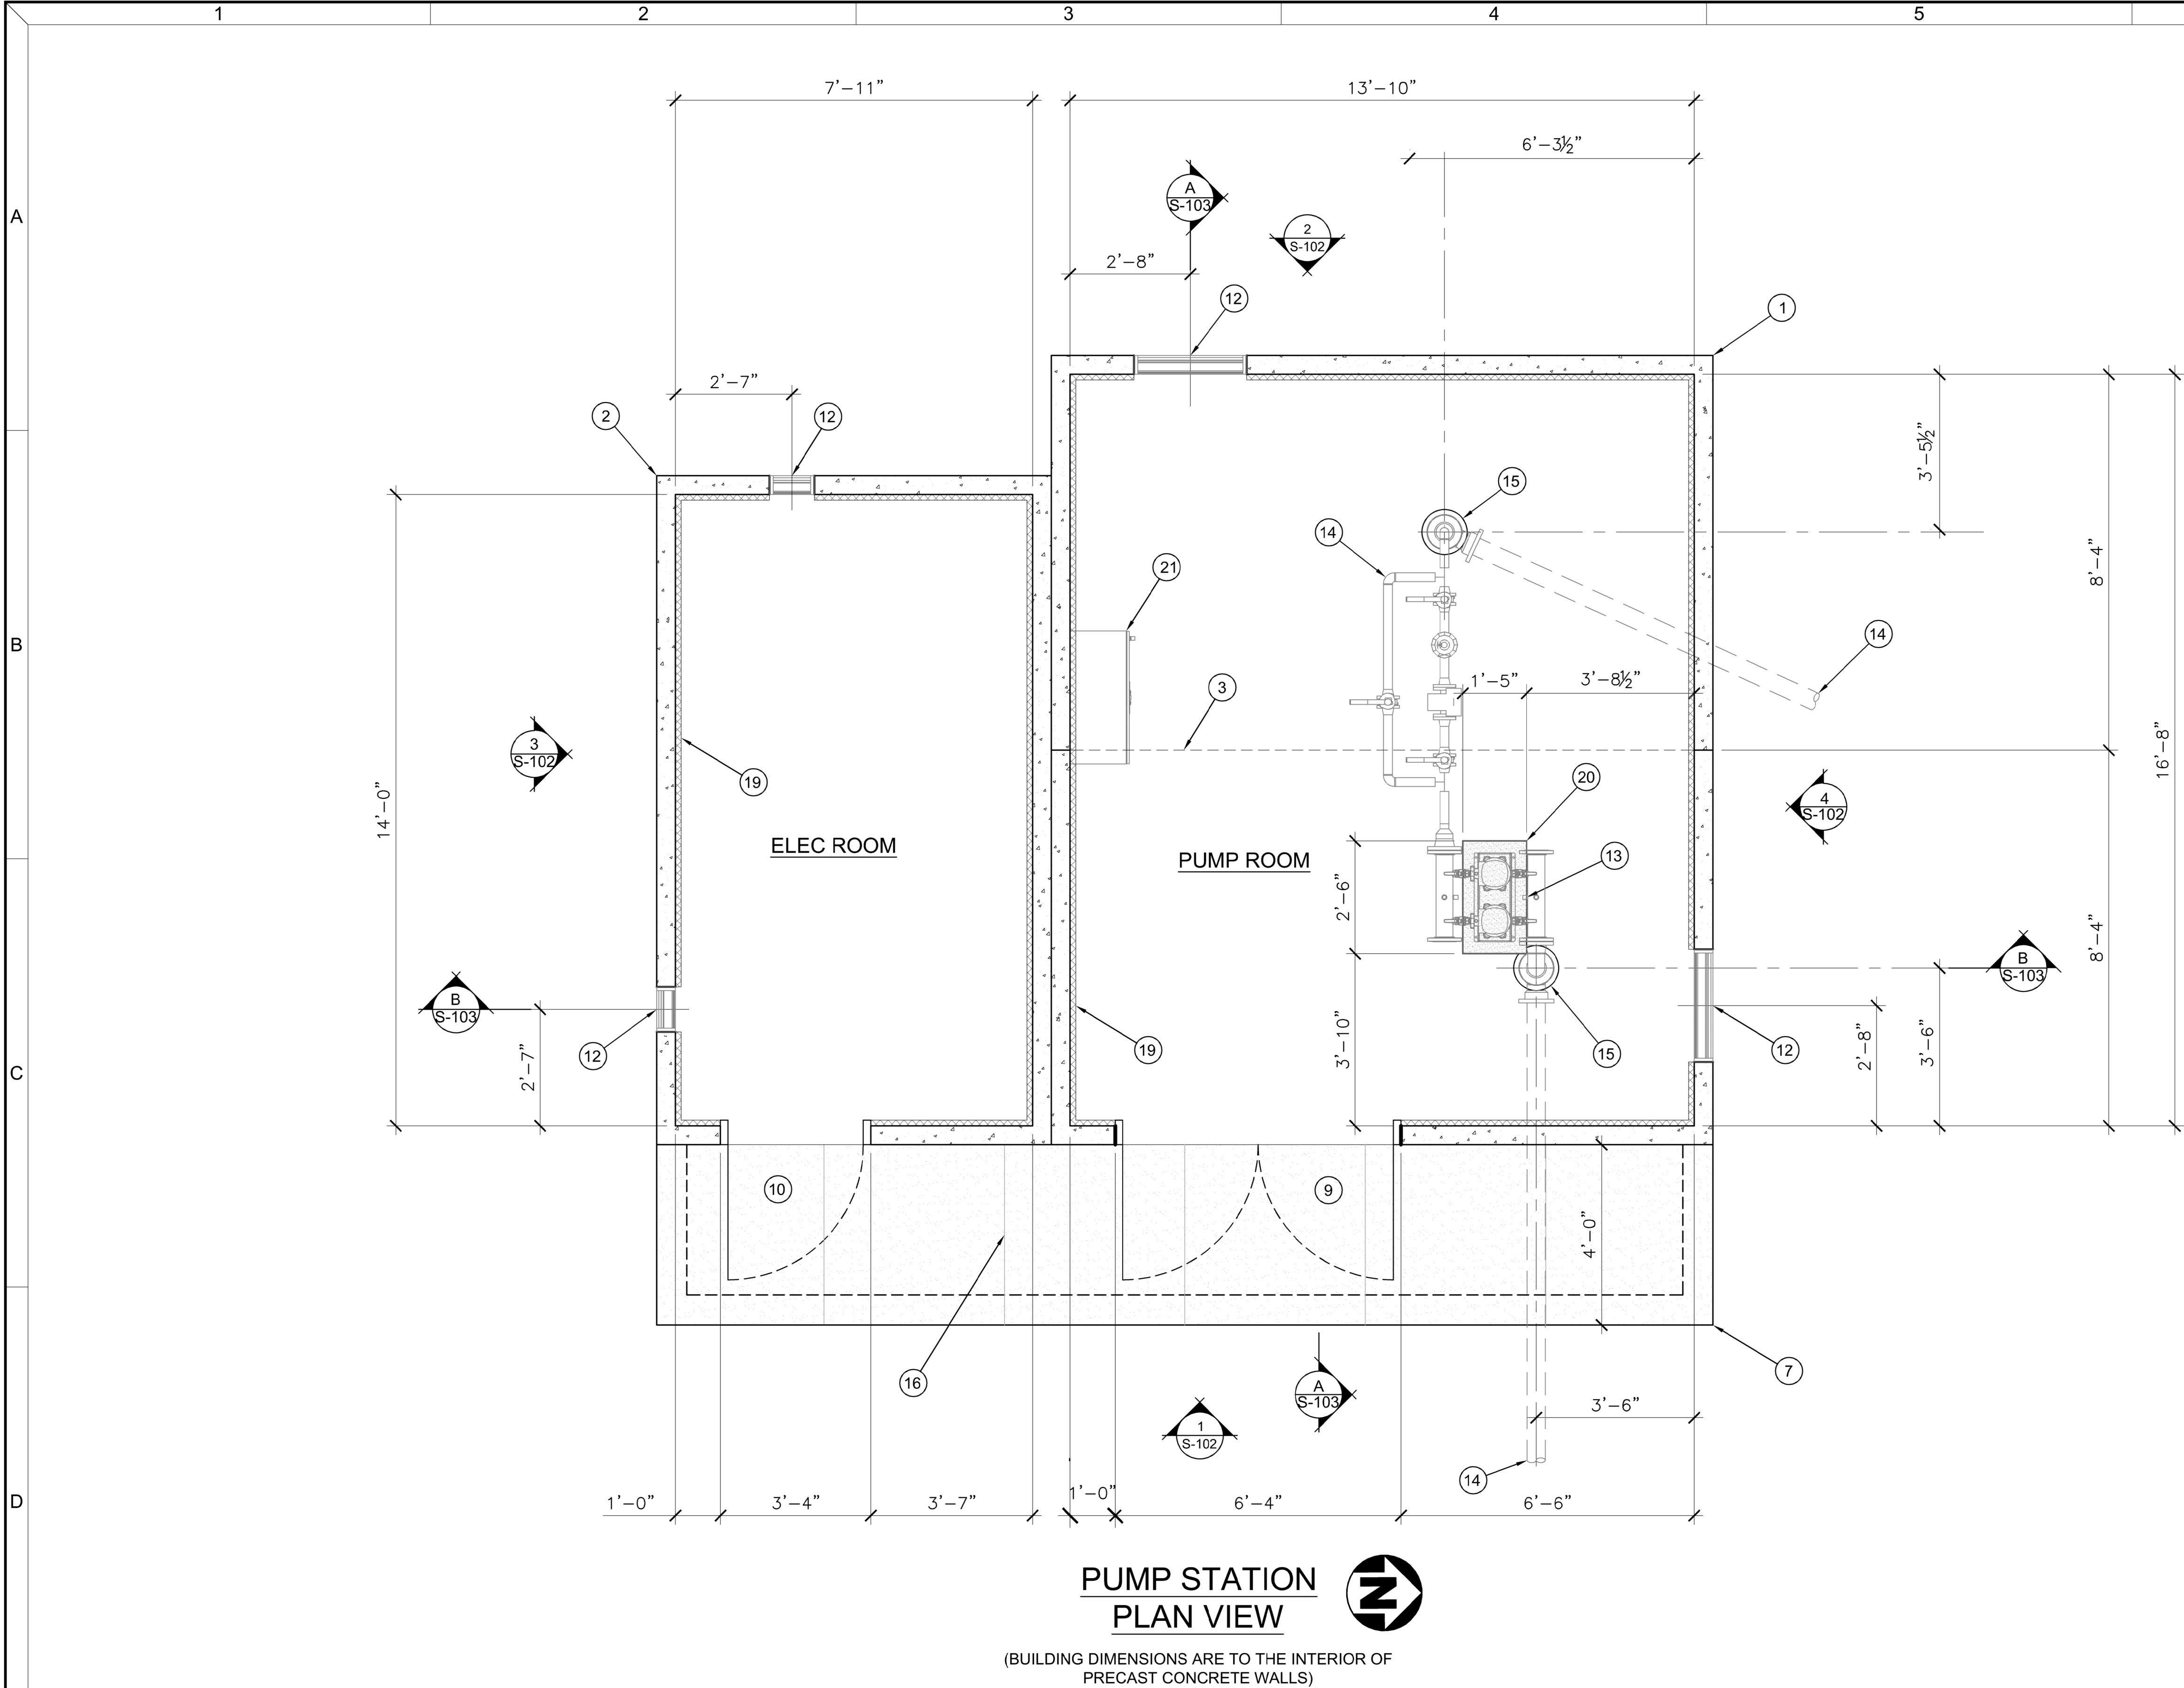 1 2 3 4 5
7'-11" 13'-10"
6'-3½"
A
S-103
A
2
S-102
2'-8"
12
1
2'-7"
2
12
3'-5½"
15
14
8'-4"
21
14
B
3
1'-5" 3'-8½"
16'-8"
3
S-102
19
20
4
S-102
14'-0"
ELEC ROOM
PUMP ROOM
13
2'-6"
8'-4"
B
S-103
B
S-103
3'-10"
2'-8"
3'-6"
2'-7"
12
19
15
12
C
10
9
4'-0"
16
7
A
S-103
3'-6"
1
S-102
14
D
1'-0" 3'-4" 3'-7" 1'-0" 6'-4" 6'-6"
PUMP STATION
PLAN VIEW
N
(BUILDING DIMENSIONS ARE TO THE INTERIOR OF
PRECAST CONCRETE WALLS)